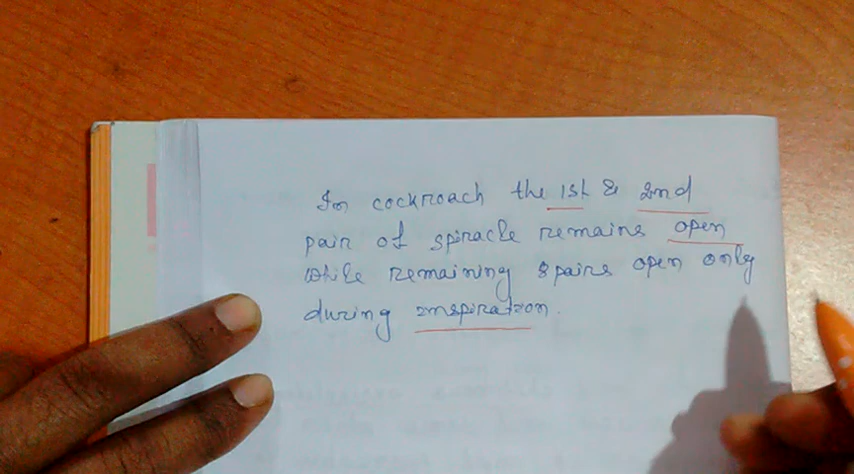 In cockroach the 1st & 2nd
pair of spiracle remains open
while remaining 8 pairs open only
during inspiration.